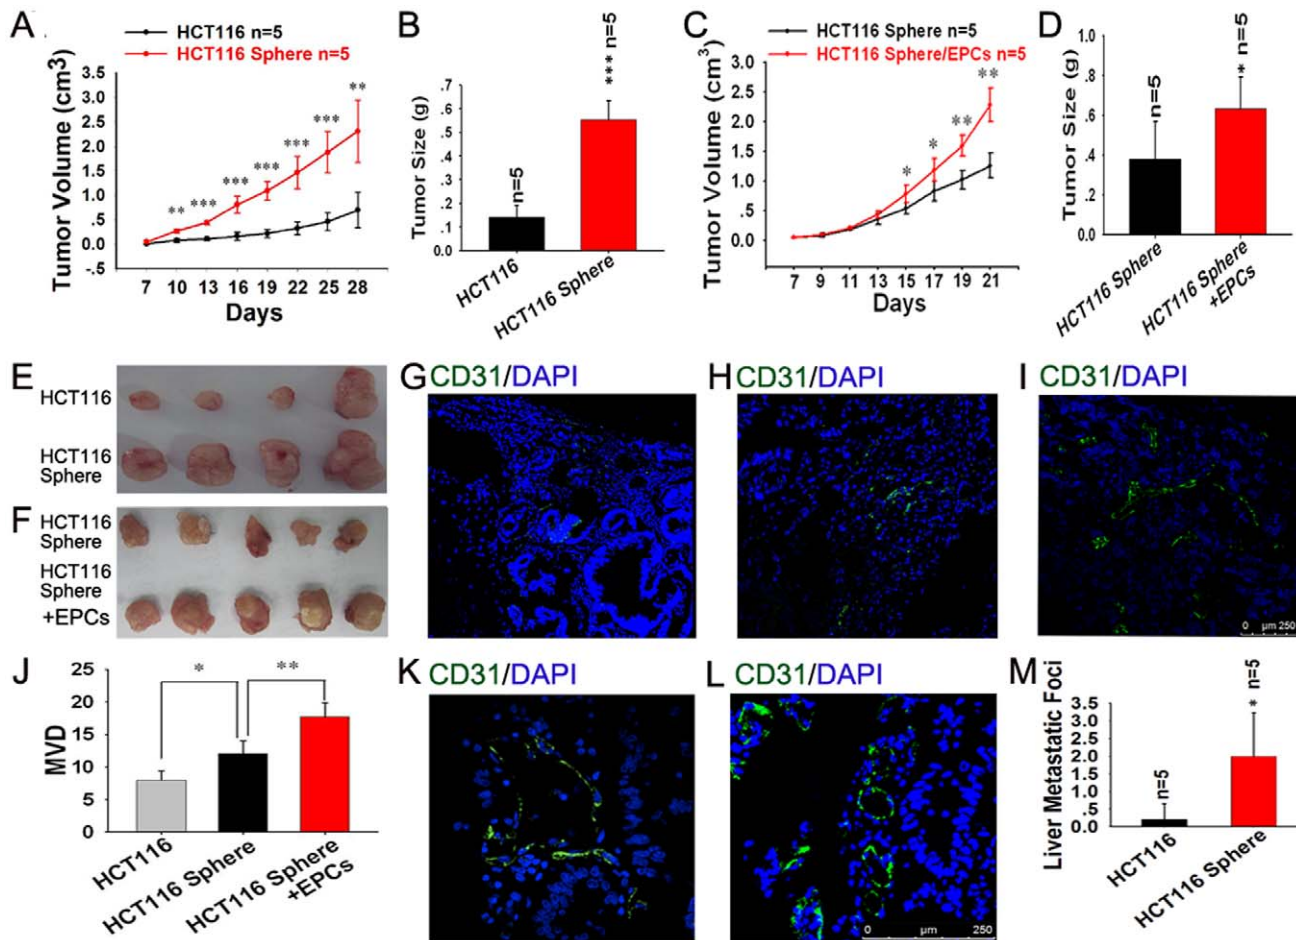 A
HCT116 n=5
HCT116 Sphere n=5
Tumor Volume (cm3)
3.5
3.0
2.5
2.0
1.5
1.0
0.5
0.0
-.5
** *** *** *** *** *** **
7 10 13 16 19 22 25 28
Days
B
Tumor Size (g)
.7
.6
.5
.4
.3
.2
.1
.0
n=5
*** n=5
HCT116
HCT116 Sphere
C
HCT116 Sphere n=5
HCT116 Sphere/EPCs n=5
Tumor Volume (cm3)
3.0
2.5
2.0
1.5
1.0
0.5
0.0
* * ** **
7 9 11 13 15 17 19 21
Days
D
Tumor Size (g)
1.0
.8
.6
.4
.2
.0
n=5
* n=5
HCT116 Sphere
HCT116 Sphere
+EPCs
E
HCT116
HCT116
Sphere
F
HCT116
Sphere
HCT116
Sphere
+EPCs
G CD31/DAPI
H CD31/DAPI
I CD31/DAPI
0 µm 250
J
MVD
25
20
15
10
5
0
* **
HCT116
HCT116 Sphere
HCT116 Sphere
+EPCs
K CD31/DAPI
L CD31/DAPI
0 µm 250
M
Liver Metastatic Foci
3.5
3.0
2.0
2.0
1.5
1.0
0.5
0.0
n=5
* n=5
HCT116
HCT116 Sphere